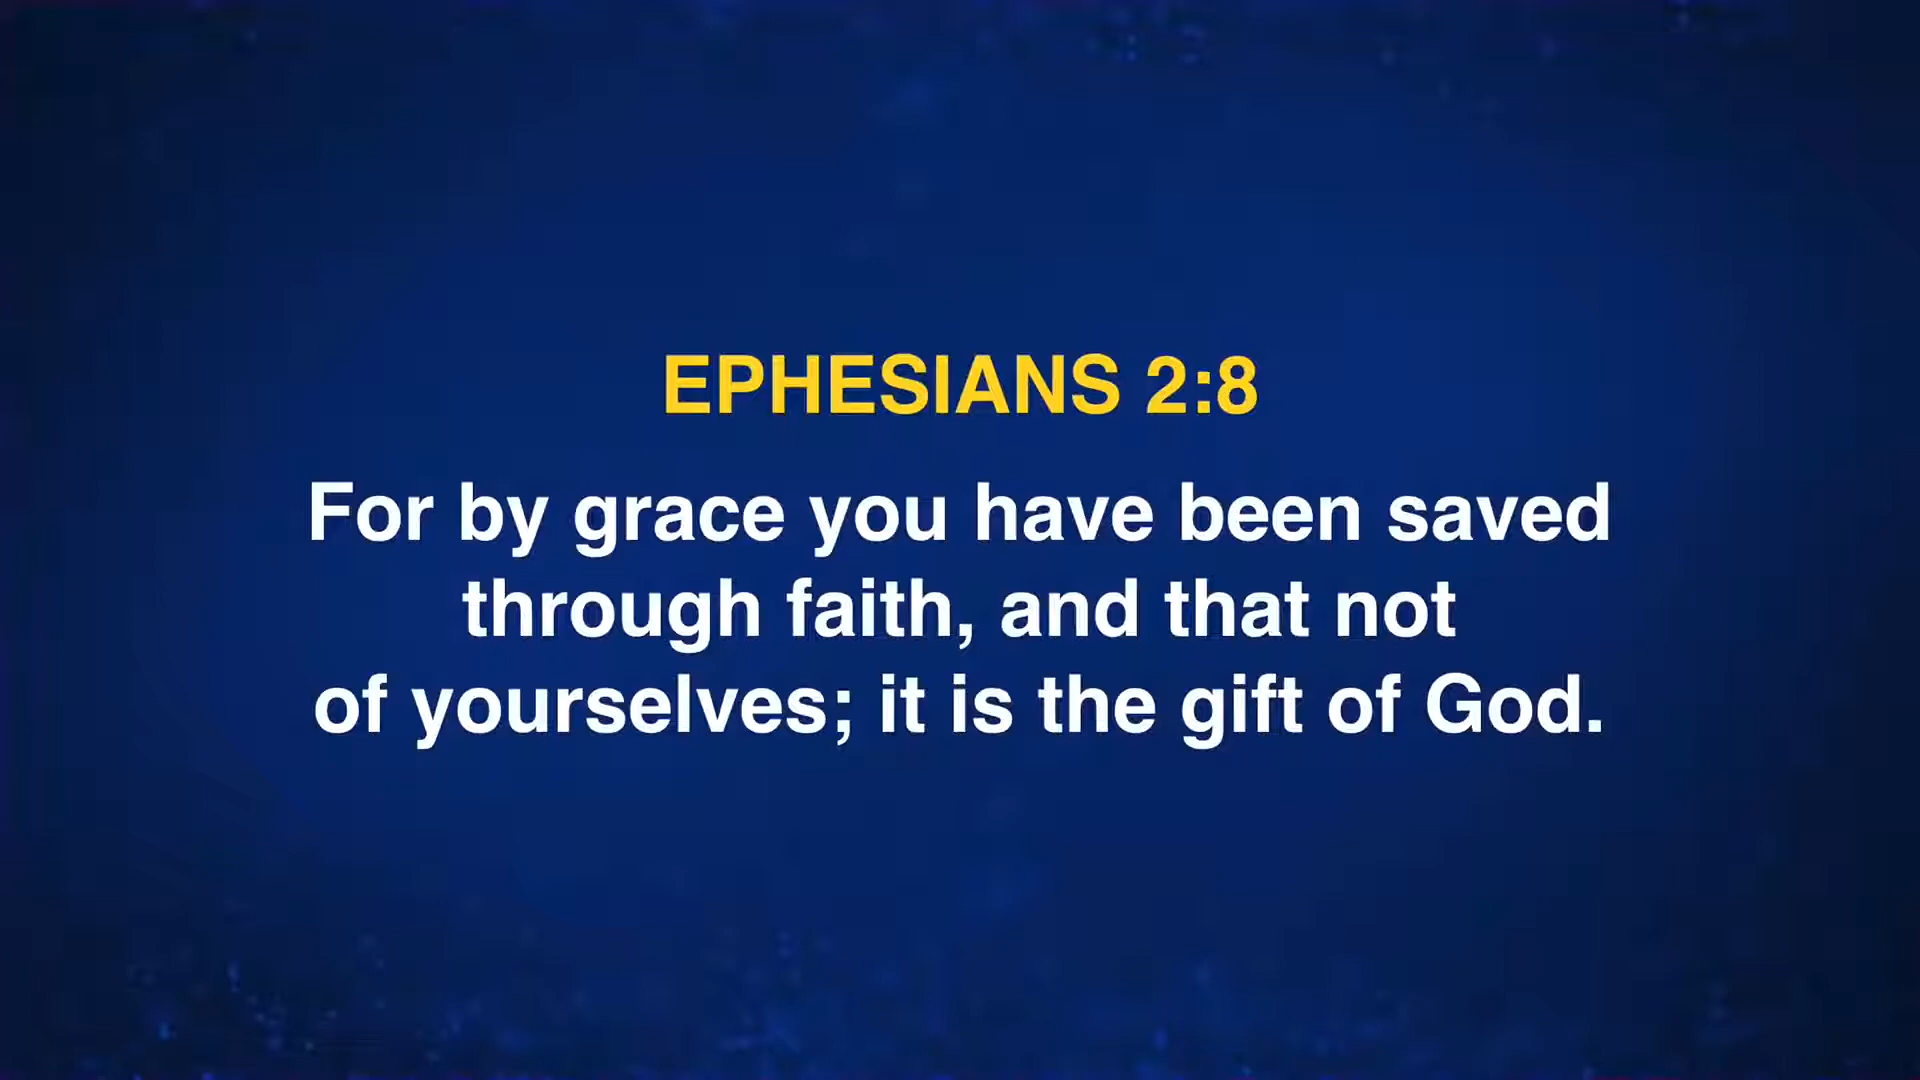 EPHESIANS 2:8
For by grace you have been saved
through faith, and that not
of yourselves; it is the gift of God.